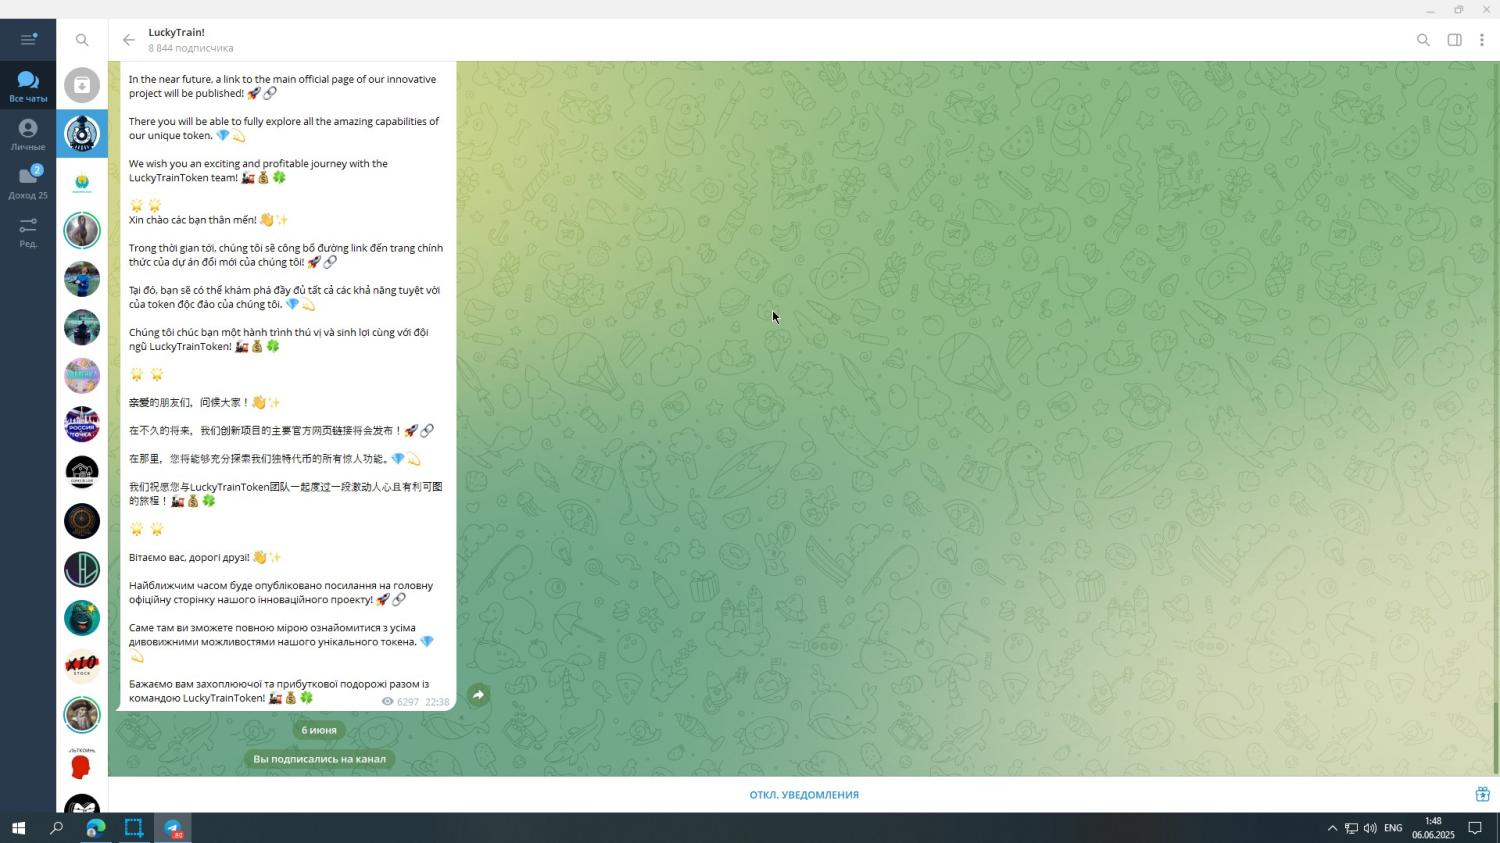 LuckyTrain!
8 844 подписчика
Все чаты
Личные
2
Доход 25
Ред.
In the near future, a link to the main official page of our innovative
project will be published! 🚀🔗
There you will be able to fully explore all the amazing capabilities of
our unique token. 💎💫
We wish you an exciting and profitable journey with the
LuckyTrainToken team! 🚂💰🍀
🌟 🌟
Xin chào các bạn thân mến! 👋✨
Trong thời gian tới, chúng tôi sẽ công bố đường link đến trang chính
thức của dự án đổi mới của chúng tôi! 🚀🔗
Tại đó, bạn sẽ có thể khám phá đầy đủ tất cả các khả năng tuyệt vời
của token độc đáo của chúng tôi. 💎💫
Chúng tôi chúc bạn một hành trình thú vị và sinh lợi cùng với đội
ngũ LuckyTrainToken! 🚂💰🍀
🌟 🌟
亲爱的朋友们，问候大家！👋✨
在不久的将来，我们创新项目的主要官方网页链接将会发布！🚀🔗
在那里，您将能够充分探索我们独特代币的所有惊人功能。💎💫
我们祝愿您与LuckyTrainToken团队一起度过一段激动人心且有利可图
的旅程！🚂💰🍀
🌟 🌟
Вітаємо вас, дорогі друзі! 👋✨
Найближчим часом буде опубліковано посилання на головну
офіційну сторінку нашого інноваційного проекту! 🚀🔗
Саме там ви зможете повною мірою ознайомитися з усіма
дивовижними можливостями нашого унікального токена. 💎
💫
Бажаємо вам захоплюючої та прибуткової подорожі разом із
командою LuckyTrainToken! 🚂💰🍀
6297 22:38
6 июня
Вы подписались на канал
ОТКЛ. УВЕДОМЛЕНИЯ
РОССИЯ
ТОЧКА
x10
STOCK
ENG
1:48
06.06.2025